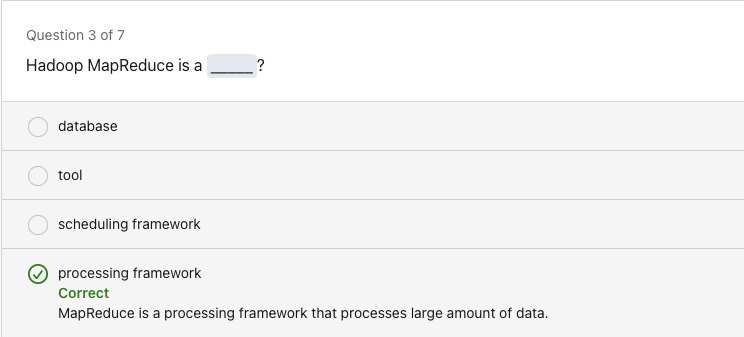 Question 3 of 7
Hadoop MapReduce is a _____?
database
tool
scheduling framework
processing framework
Correct
MapReduce is a processing framework that processes large amount of data.